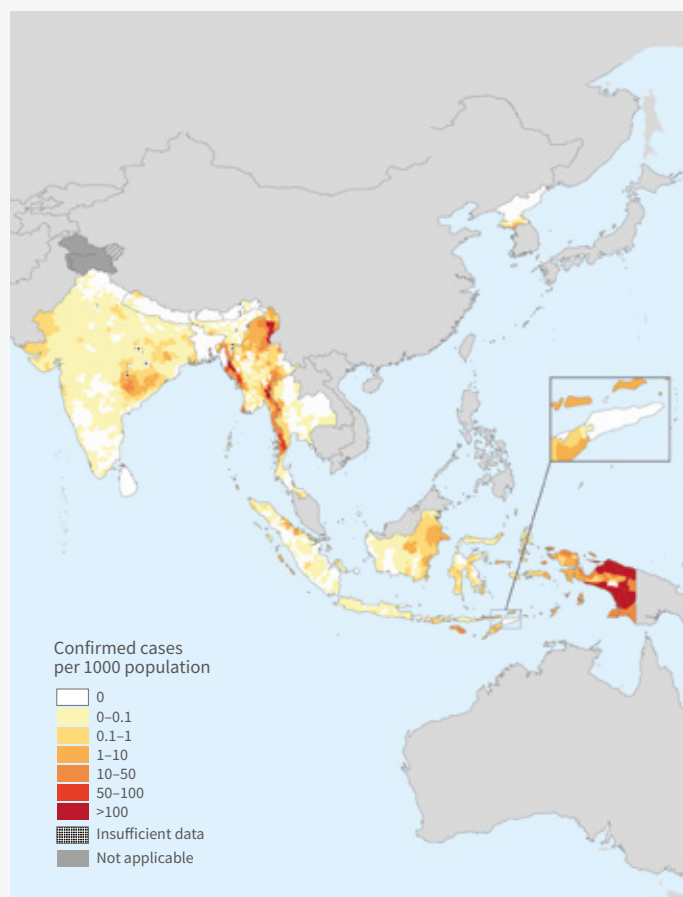 Confirmed cases
per 1000 population
0
0–0.1
0.1–1
1–10
10–50
50–100
>100
Insufficient data
Not applicable